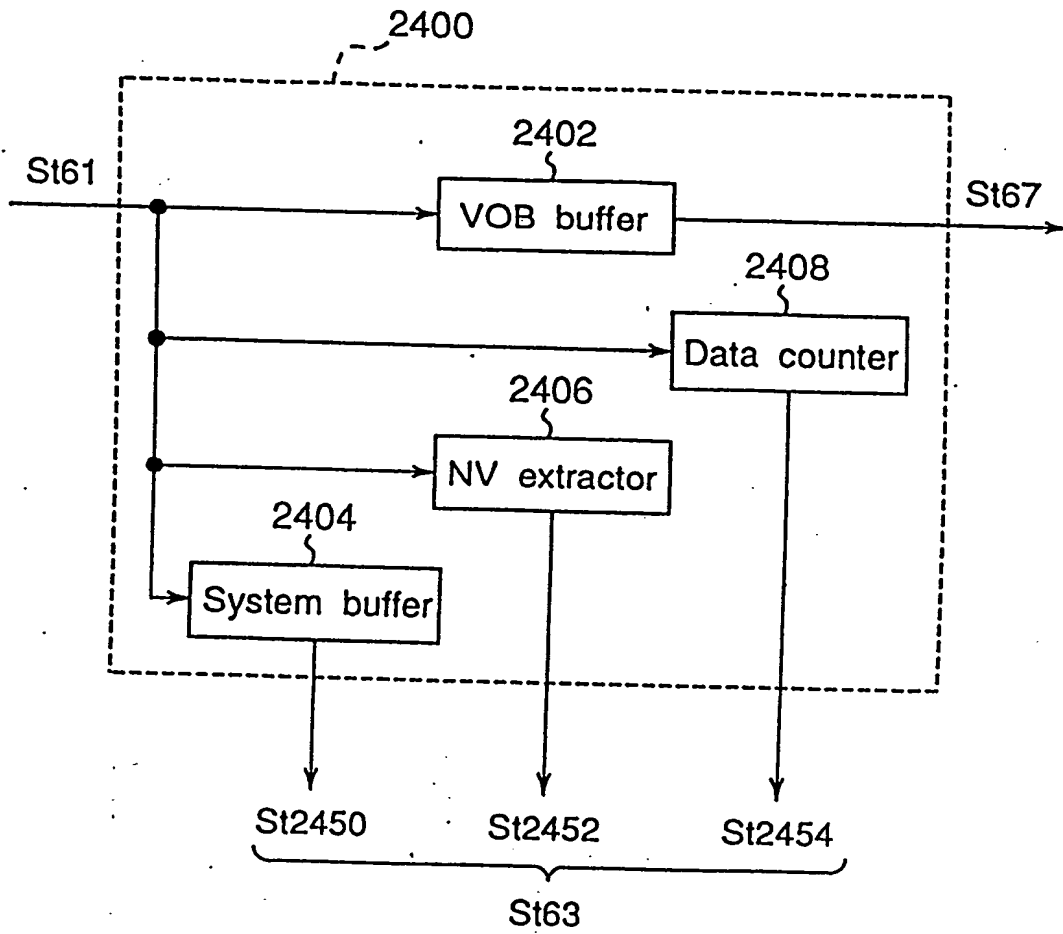 2400
2402
St61
VOB buffer
St67
2408
Data counter
2406
NV extractor
2404
System buffer
St2450
St2452
St2454
St63